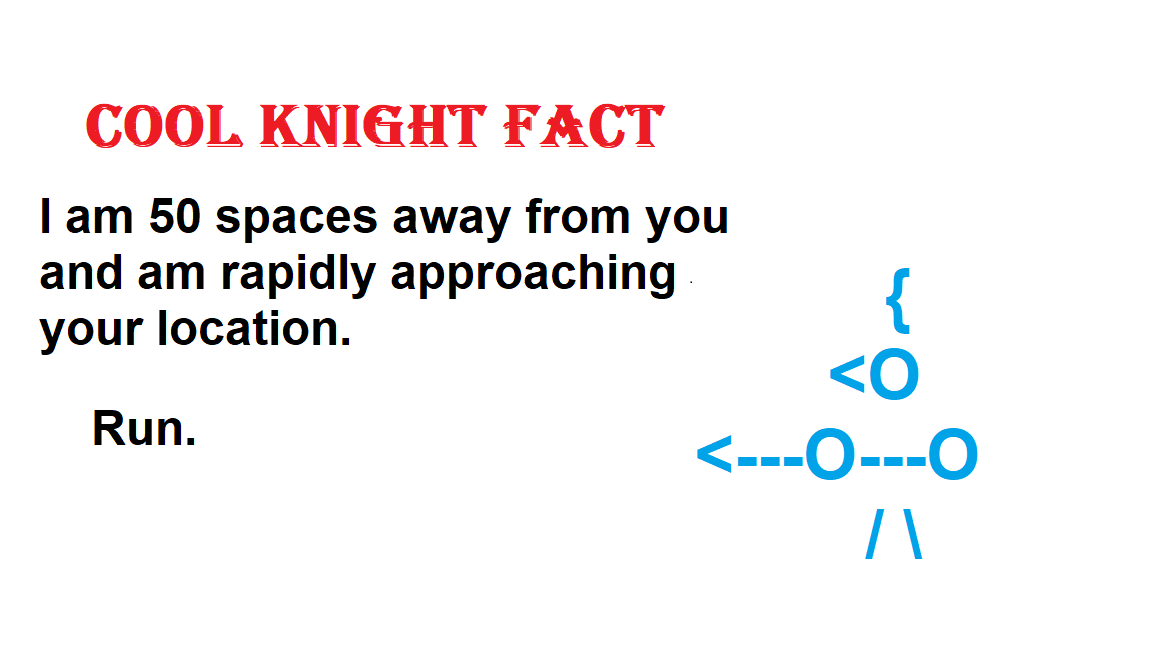 COOL KNIGHT FACT
I am 50 spaces away from you
and am rapidly approaching
your location.
Run.
{
<O
<---O---O
/ \